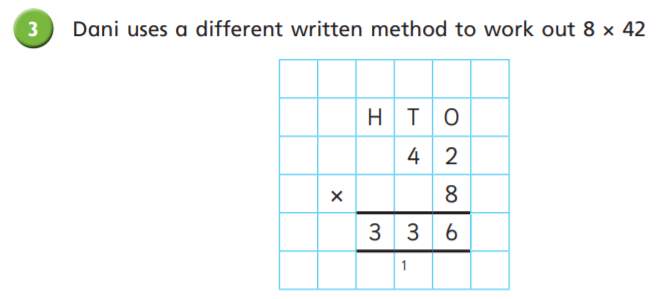 3 Dani uses a different written method to work out 8 × 42
H T O
4 2
× 8
3 3 6
1